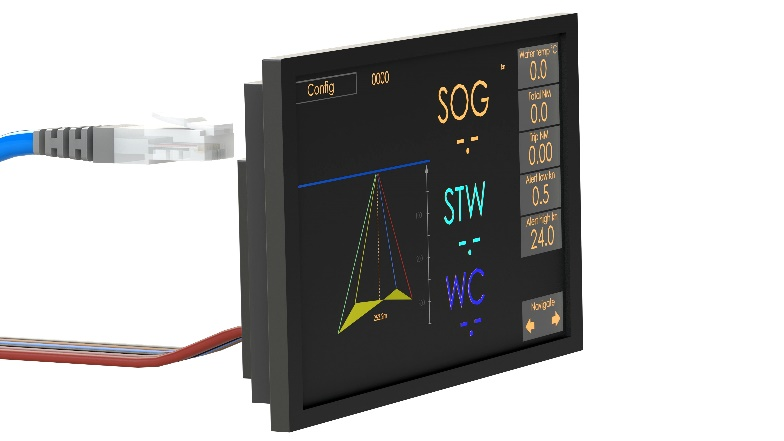 Config
0000
kn
SOG
-.-
STW
-.-
WC
-.-
Water temp °C
0.0
Total NM
0.0
Trip NM
0.00
Alert low kn
0.5
Alert high kn
24.0
Navigate